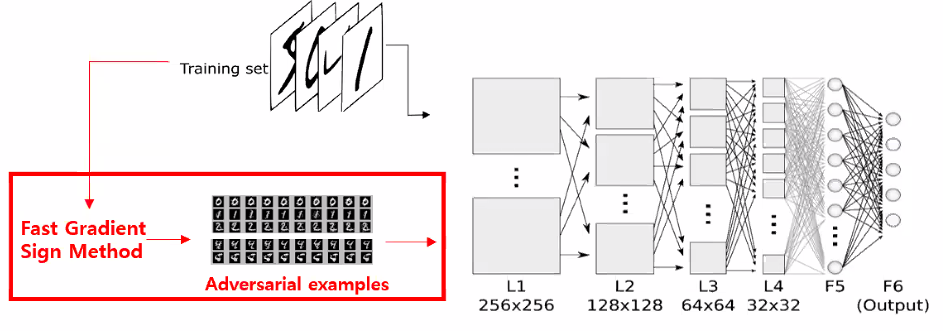 Training set
Fast Gradient
Sign Method
Adversarial examples
L1
256x256
L2
128x128
L3
64x64
L4
32x32
F5
F6
(Output)